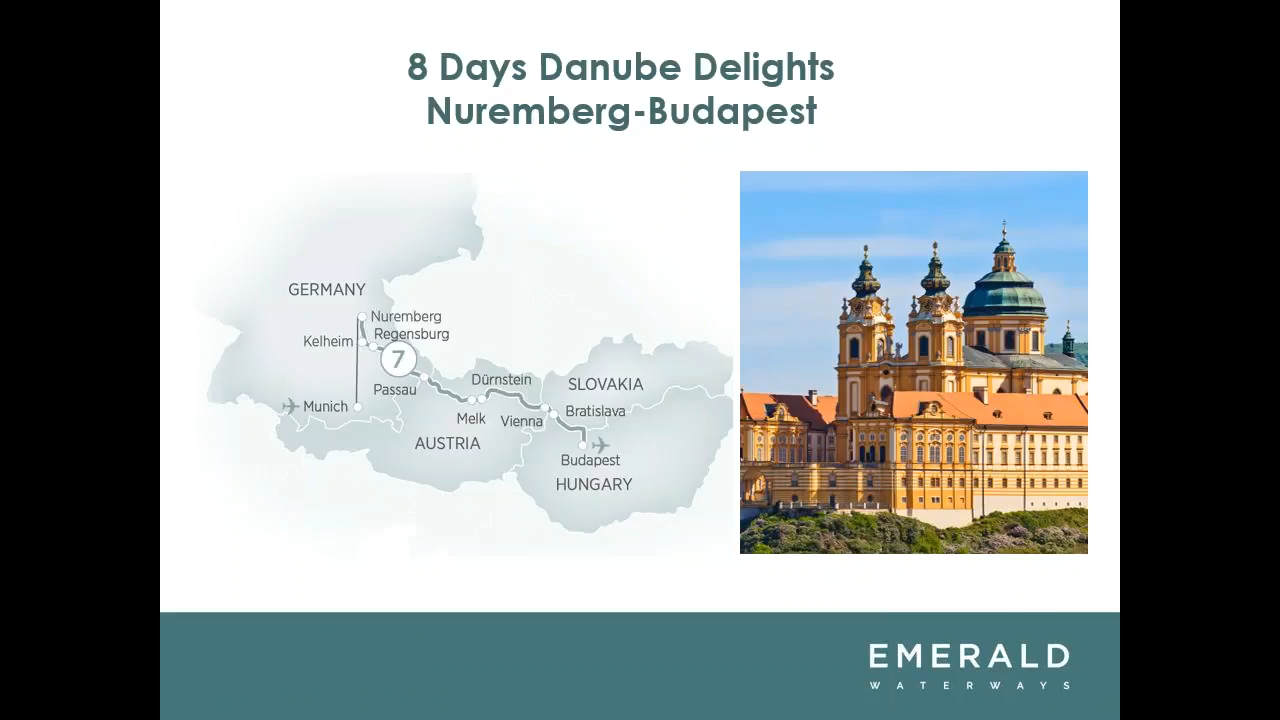 8 Days Danube Delights
Nuremberg-Budapest
GERMANY
Nuremberg
Regensburg
Kelheim
7
Passau
Munich
Dürnstein
SLOVAKIA
Melk
Vienna
Bratislava
AUSTRIA
Budapest
HUNGARY
EMERALD
WATERWAYS